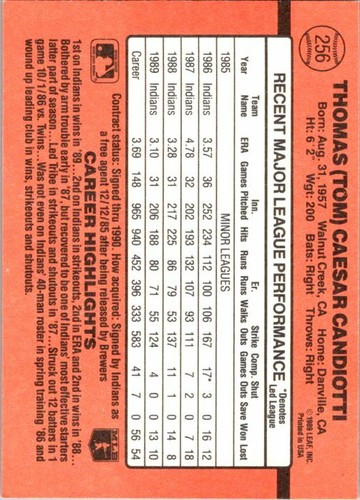 256
THOMAS (TOM) CAESAR CANDIOTTI
Born: Aug. 31, 1957 Walnut Creek, CA Home: Danville, CA
Ht: 6' 2" Wgt: 200 Bats: Right Throws: Right
© 1989 LEAF, INC.
Printed in USA
RECENT MAJOR LEAGUE PERFORMANCE
*Denotes
Led League
Team Inn. Er. Strike Comp. Shut
Year Name ERA Games Pitched Hits Runs Runs Walks Outs Games Outs Save Won Lost
1985 MINOR LEAGUES
1986 Indians 3.57 36 252 234 112 100 106 167 17* 3 0 16 12
1987 Indians 4.78 32 202 193 132 107 93 111 7 2 0 7 18
1988 Indians 3.28 31 217 225 86 79 53 137 11 1 0 14 8
1989 Indians 3.10 31 206 188 80 71 55 124 4 0 0 13 10
Career 3.69 148 965 940 452 396 333 583 41 7 0 56 54
Contract status: Signed thru 1990 How acquired: Signed by Indians as
a free agent 12/12/85 after being released by Brewers
CAREER HIGHLIGHTS
MLB
1st on Indians in wins in '89...2nd on Indians in strikeouts, 2nd in ERA and 2nd in wins in '88...
Bothered by arm trouble early in '87, but recovered to be one of Indians' most effective starters
latter part of season...Led Tribe in strikeouts and shutouts in '87...Struck out 12 batters in 1
game 10/1/86 vs. Twins...Was not even on Indians' 40-man roster in spring training '86 and
wound up leading club in wins, strikeouts and shutouts.